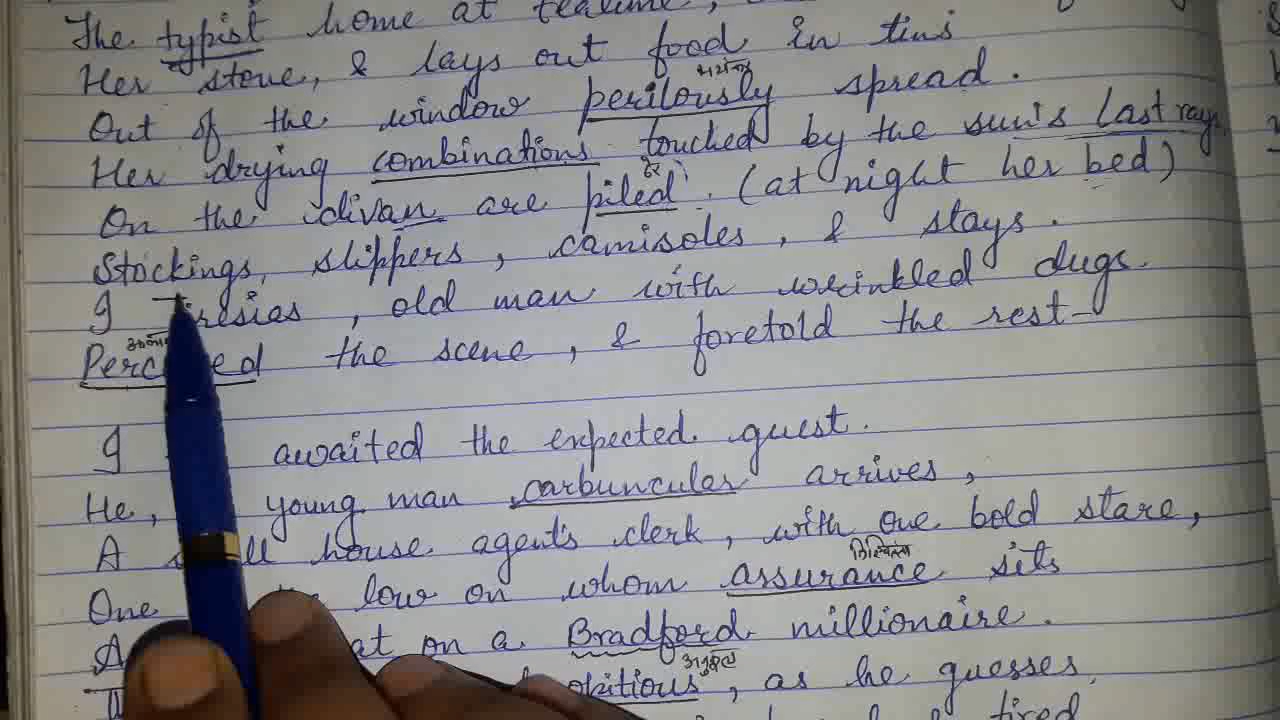 The typist home at teatime,
Her stove, & lays out food in tins
Out of the window perilously spread.
Her drying combinations touched by the sun's last rays
On the divan are piled. (at night her bed)
ढेर
Stockings, slippers, camisoles, & stays.
I old man with wrinkled dugs.
the scene, & foretold the rest-
I awaited the expected guest.
He, young man carbuncular arrives,
A house agent's clerk, with one bold stare,
One low on whom assurance sits
on a Bradford millionaire.
as he guesses,
tired